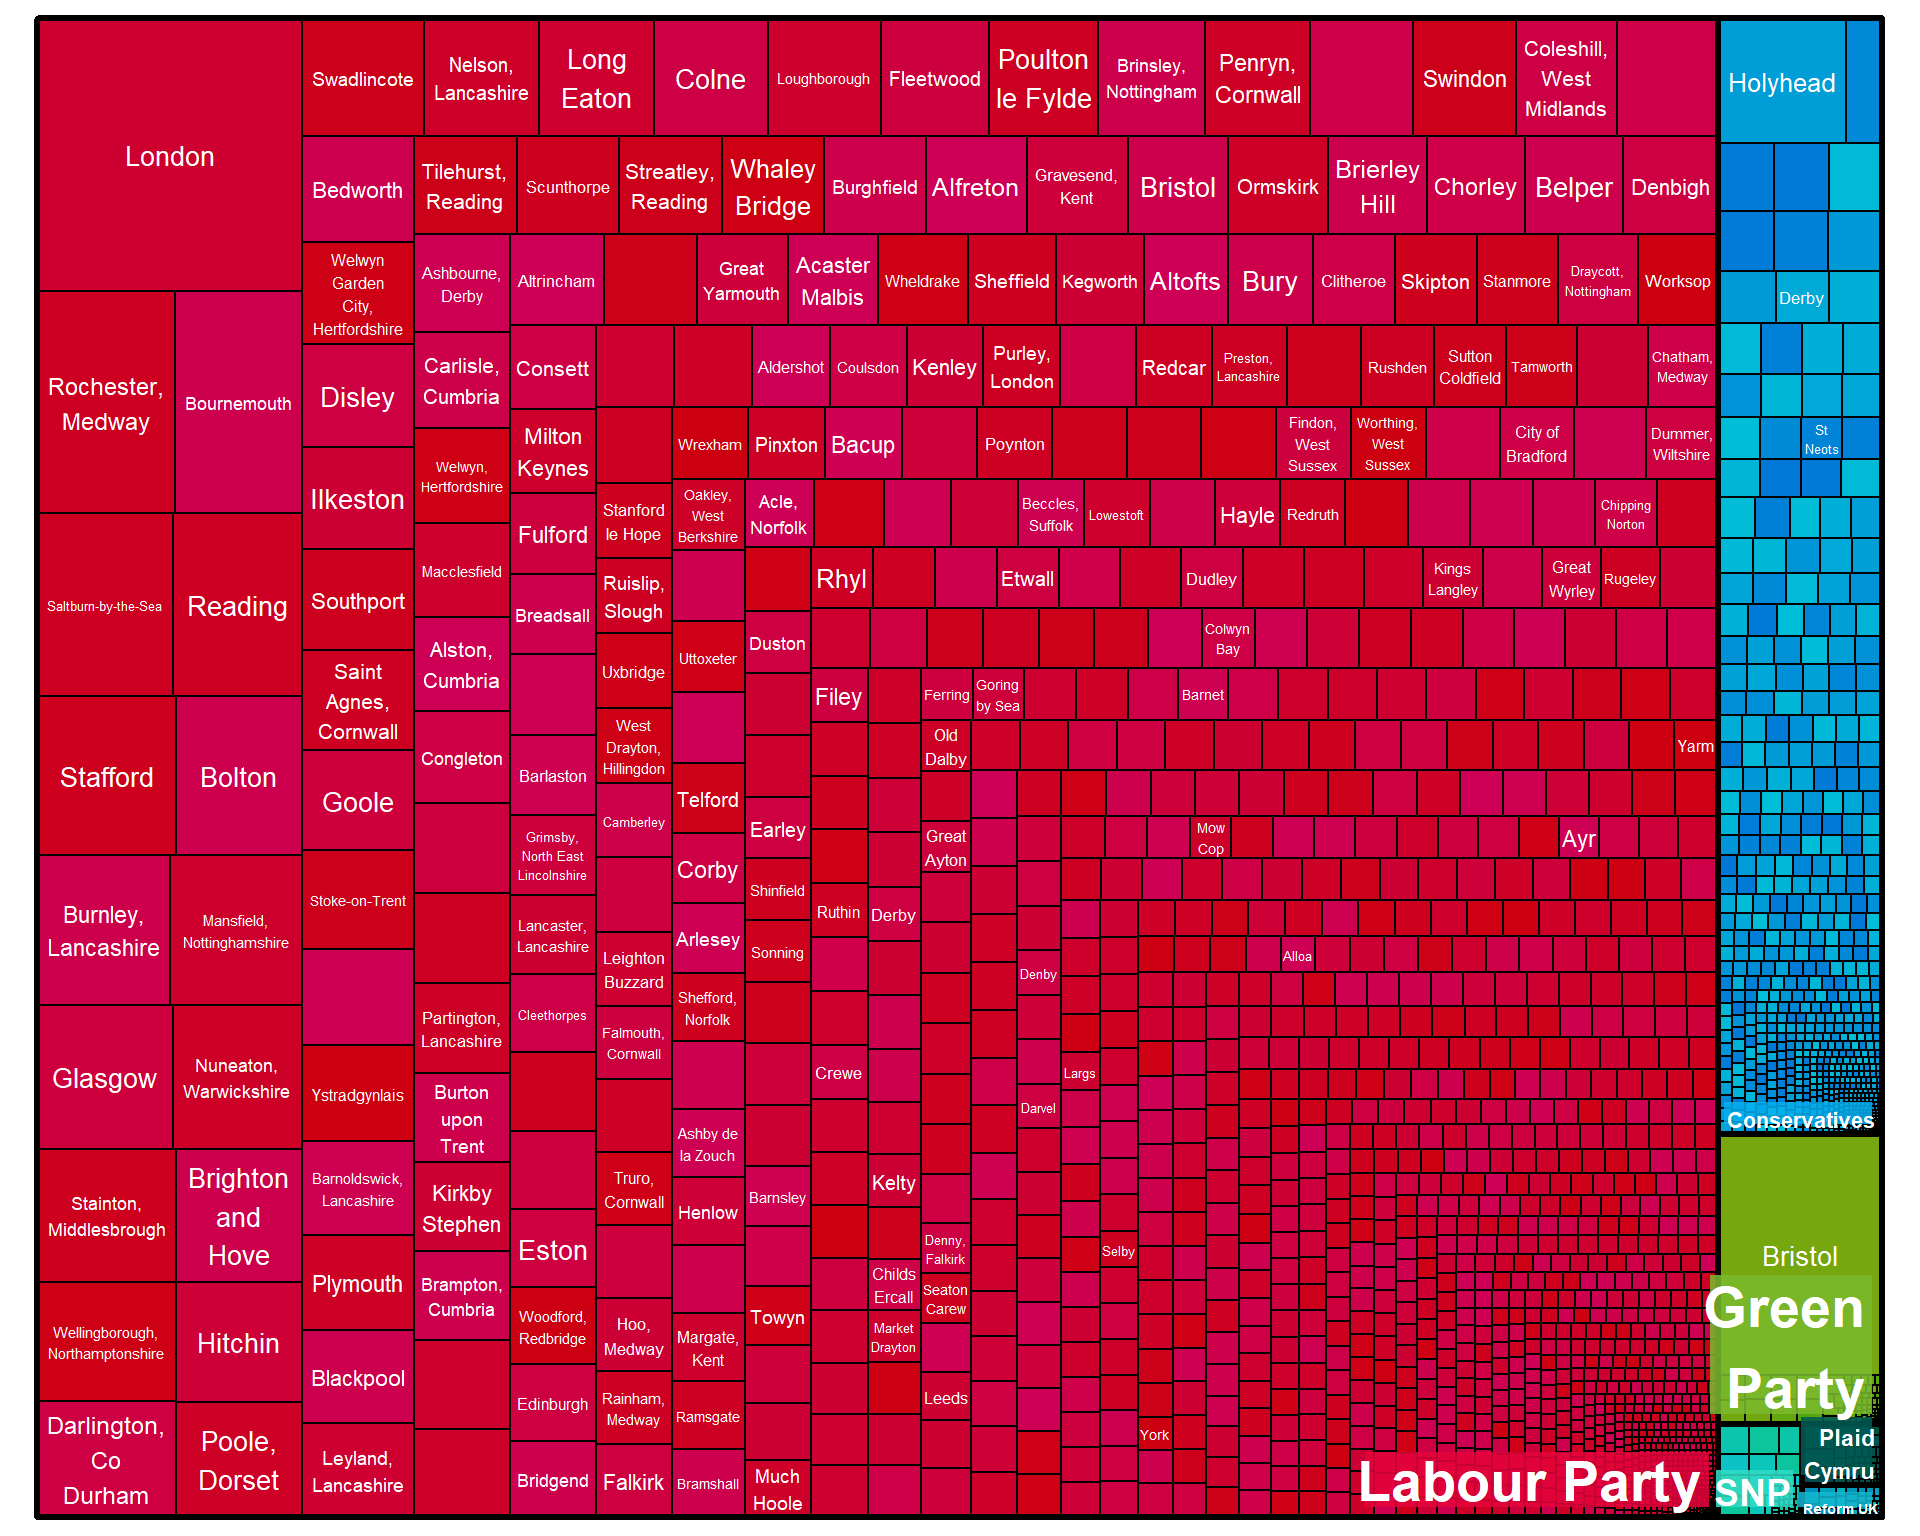 London
Swadlincote
Nelson,
Lancashire
Long
Eaton
Colne
Loughborough
Fleetwood
Poulton
le Fylde
Brinsley,
Nottingham
Penryn,
Cornwall
Swindon
Coleshill,
West
Midlands
Holyhead
Bedworth
Tilehurst,
Reading
Scunthorpe
Streatley,
Reading
Whaley
Bridge
Burghfield
Alfreton
Gravesend,
Kent
Bristol
Ormskirk
Brierley
Hill
Chorley
Belper
Denbigh
Welwyn
Garden
City,
Hertfordshire
Ashbourne,
Derby
Altrincham
Great
Yarmouth
Acaster
Malbis
Wheldrake
Sheffield
Kegworth
Altofts
Bury
Clitheroe
Skipton
Stanmore
Draycott,
Nottingham
Worksop
Derby
Rochester,
Medway
Bournemouth
Disley
Carlisle,
Cumbria
Consett
Aldershot
Coulsdon
Kenley
Purley,
London
Redcar
Preston,
Lancashire
Rushden
Sutton
Coldfield
Tamworth
Chatham,
Medway
Ilkeston
Welwyn,
Hertfordshire
Milton
Keynes
Wrexham
Pinxton
Bacup
Poynton
Findon,
West
Sussex
Worthing,
West
Sussex
City of
Bradford
Dummer,
Wiltshire
St
Neots
Fulford
Stanford
le Hope
Oakley,
West
Berkshire
Acle,
Norfolk
Beccles,
Suffolk
Lowestoft
Hayle
Redruth
Chipping
Norton
Saltburn-by-the-Sea
Reading
Southport
Macclesfield
Breadsall
Ruislip,
Slough
Rhyl
Etwall
Dudley
Kings
Langley
Great
Wyrley
Rugeley
Saint
Agnes,
Cornwall
Alston,
Cumbria
Uxbridge
Uttoxeter
Duston
Colwyn
Bay
Filey
Ferring
Goring
by Sea
Barnet
Stafford
Bolton
Goole
Congleton
Barlaston
West
Drayton,
Hillingdon
Telford
Old
Dalby
Yarm
Camberley
Earley
Great
Ayton
Mow
Cop
Ayr
Burnley,
Lancashire
Mansfield,
Nottinghamshire
Stoke-on-Trent
Grimsby,
North East
Lincolnshire
Corby
Shinfield
Ruthin
Derby
Lancaster,
Lancashire
Leighton
Buzzard
Arlesey
Sonning
Denby
Alloa
Glasgow
Nuneaton,
Warwickshire
Ystradgynlais
Partington,
Lancashire
Cleethorpes
Falmouth,
Cornwall
Shefford,
Norfolk
Crewe
Largs
Darvel
Burton
upon
Trent
Ashby de
la Zouch
Conservatives
Stainton,
Middlesbrough
Brighton
and
Hove
Barnoldswick,
Lancashire
Kirkby
Stephen
Truro,
Cornwall
Henlow
Barnsley
Kelty
Eston
Denny,
Falkirk
Selby
Bristol
Plymouth
Brampton,
Cumbria
Childs
Ercall
Seaton
Carew
Green
Party
Wellingborough,
Northamptonshire
Hitchin
Woodford,
Redbridge
Hoo,
Medway
Margate,
Kent
Towyn
Market
Drayton
Blackpool
Edinburgh
Rainham,
Medway
Ramsgate
Leeds
York
Darlington,
Co
Durham
Poole,
Dorset
Leyland,
Lancashire
Bridgend
Falkirk
Bramshall
Much
Hoole
Labour Party
SNP
Plaid
Cymru
Reform UK